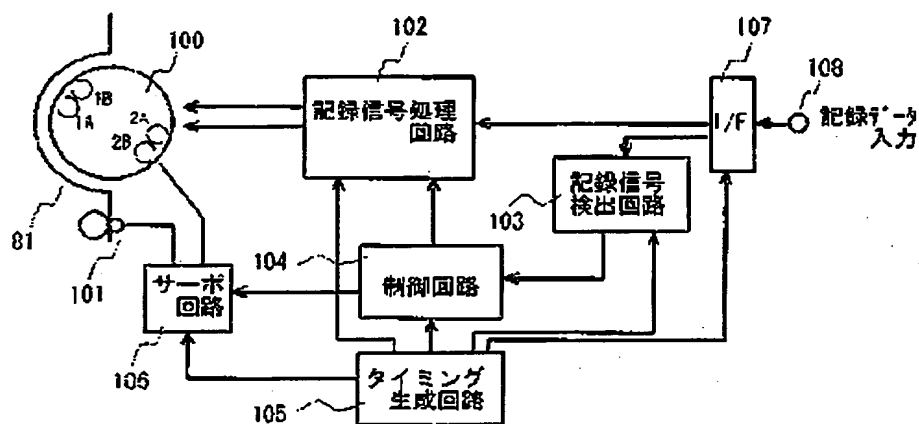 100
102
107
108
1B
1A
2A
2B
記録信号処理
回路
I/F
記録データ
入力
記録信号
検出回路
103
81
101
104
制御回路
サーボ
回路
106
タイミング
生成回路
105